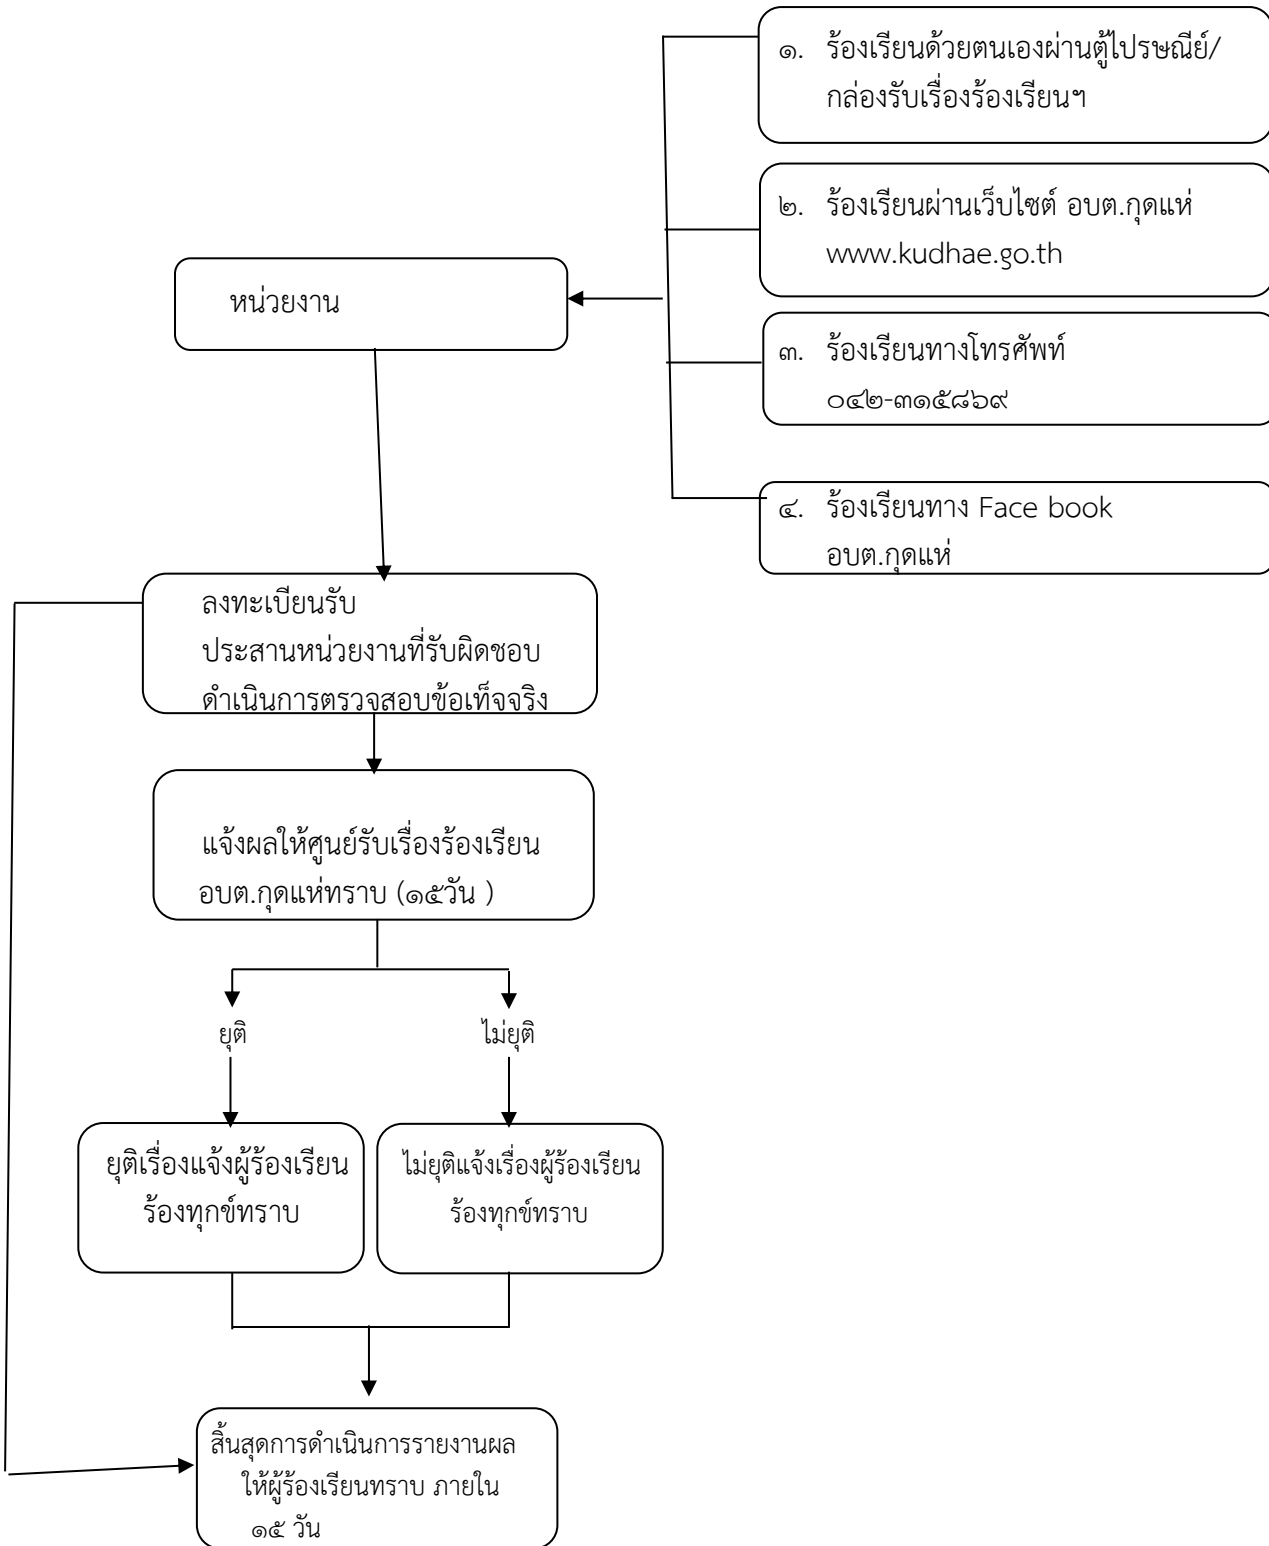 ๑. ร้องเรียนด้วยตนเองผ่านตู้ไปรษณีย์/
กล่องรับเรื่องร้องเรียนฯ
๒. ร้องเรียนผ่านเว็บไซต์ อบต.กุดแห่
www.kudhae.go.th
หน่วยงาน
๓. ร้องเรียนทางโทรศัพท์
๐๔๒-๓๑๕๘๖๙
๔. ร้องเรียนทาง Face book
อบต.กุดแห่
ลงทะเบียนรับ
ประสานหน่วยงานที่รับผิดชอบ
ดำเนินการตรวจสอบข้อเท็จจริง
แจ้งผลให้ศูนย์รับเรื่องร้องเรียน
อบต.กุดแห่ทราบ (๑๕วัน )
ยุติ
ไม่ยุติ
ยุติเรื่องแจ้งผู้ร้องเรียน
ร้องทุกข์ทราบ
ไม่ยุติแจ้งเรื่องผู้ร้องเรียน
ร้องทุกข์ทราบ
สิ้นสุดการดำเนินการรายงานผล
ให้ผู้ร้องเรียนทราบ ภายใน
๑๕ วัน